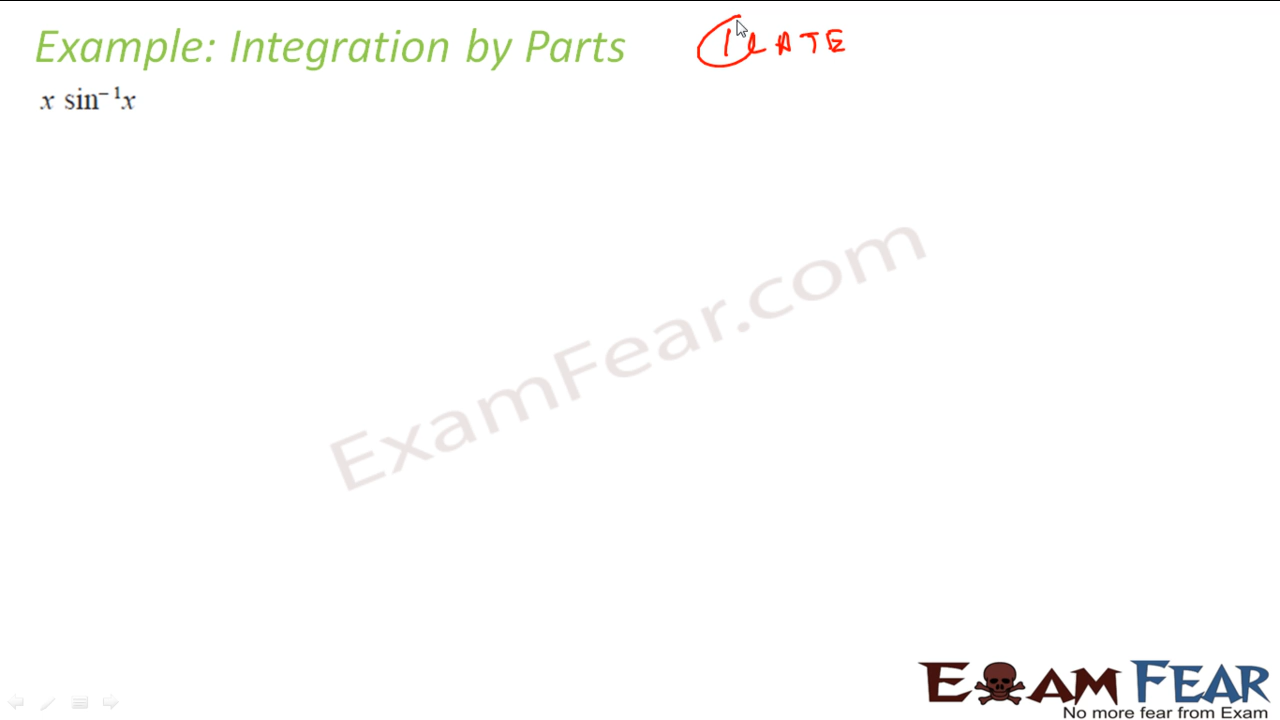 Example: Integration by Parts
ILATE
x sin⁻¹x
ExamFear.com
EXAM FEAR
No more fear from Exam